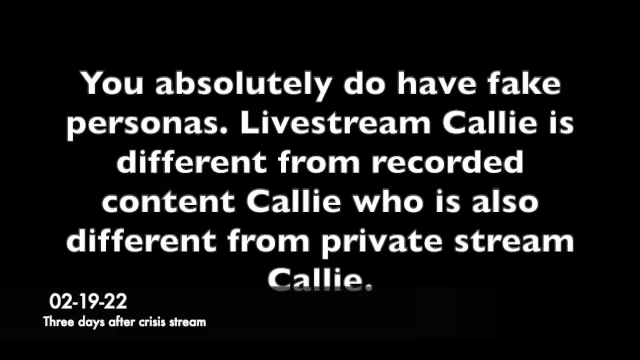 You absolutely do have fake
personas. Livestream Callie is
different from recorded
content Callie who is also
different from private stream
Callie.
02-19-22
Three days after crisis stream